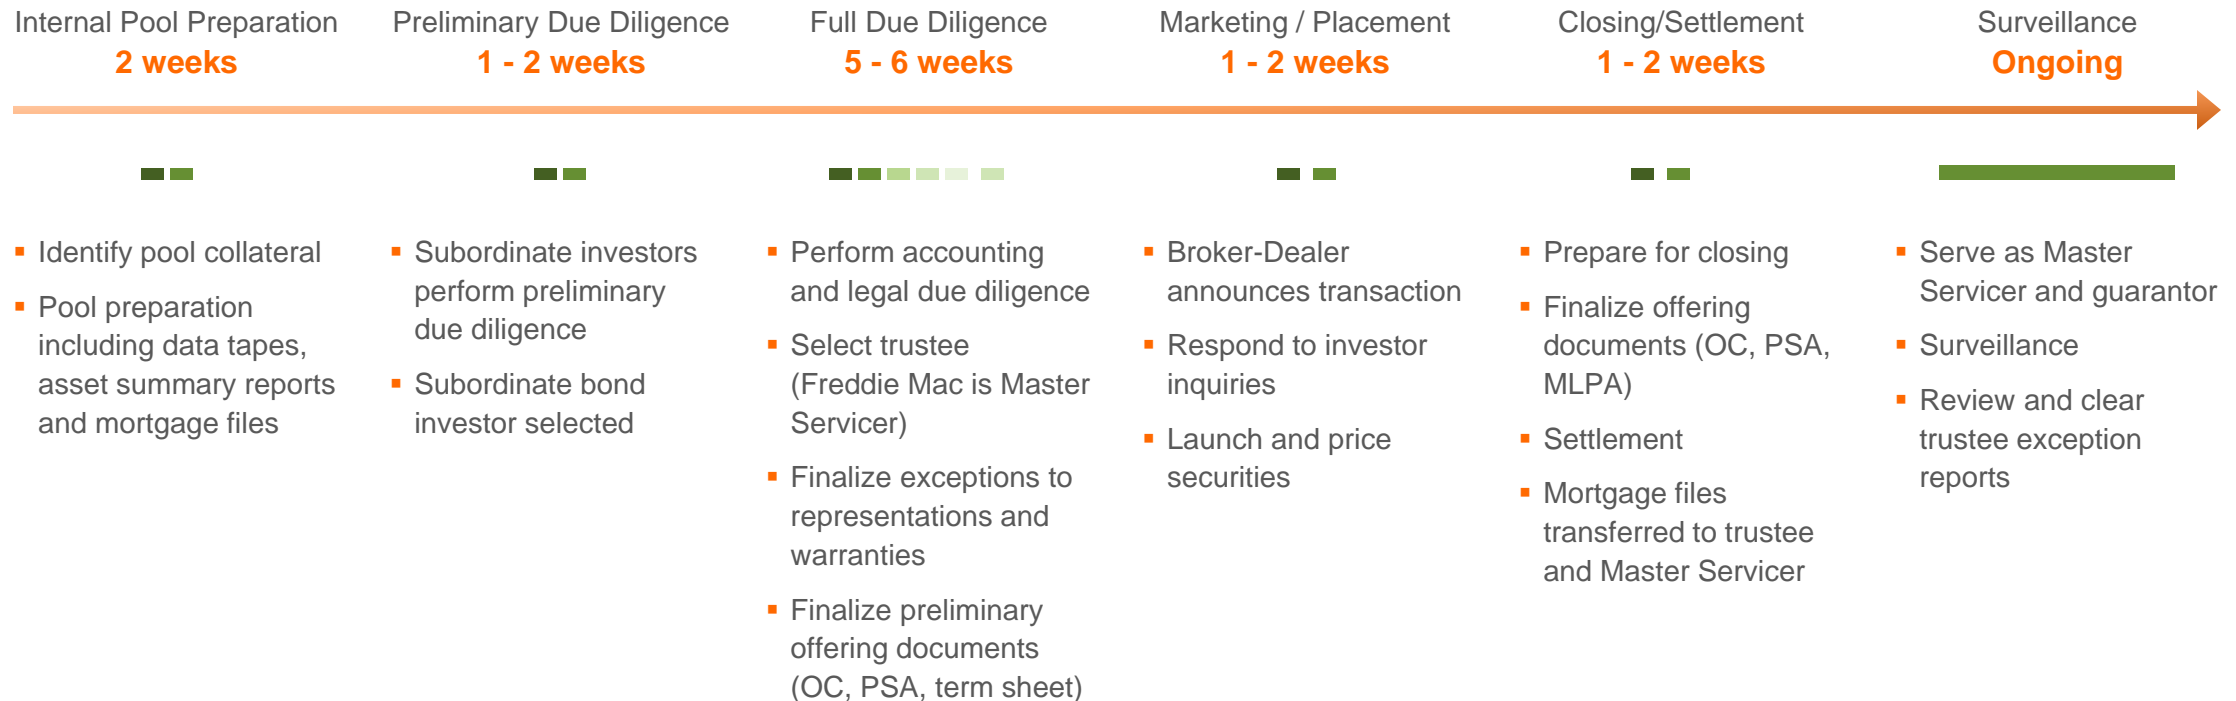 Internal Pool Preparation
2 weeks
Preliminary Due Diligence
1 - 2 weeks
Full Due Diligence
5 - 6 weeks
Marketing / Placement
1 - 2 weeks
Closing/Settlement
1 - 2 weeks
Surveillance
Ongoing
▪ Identify pool collateral
▪ Pool preparation
including data tapes,
asset summary reports
and mortgage files
▪ Subordinate investors
perform preliminary
due diligence
▪ Subordinate bond
investor selected
▪ Perform accounting
and legal due diligence
▪ Select trustee
(Freddie Mac is Master
Servicer)
▪ Finalize exceptions to
representations and
warranties
▪ Finalize preliminary
offering documents
(OC, PSA, term sheet)
▪ Broker-Dealer
announces transaction
▪ Respond to investor
inquiries
▪ Launch and price
securities
▪ Prepare for closing
▪ Finalize offering
documents (OC, PSA,
MLPA)
▪ Settlement
▪ Mortgage files
transferred to trustee
and Master Servicer
▪ Serve as Master
Servicer and guarantor
▪ Surveillance
▪ Review and clear
trustee exception
reports